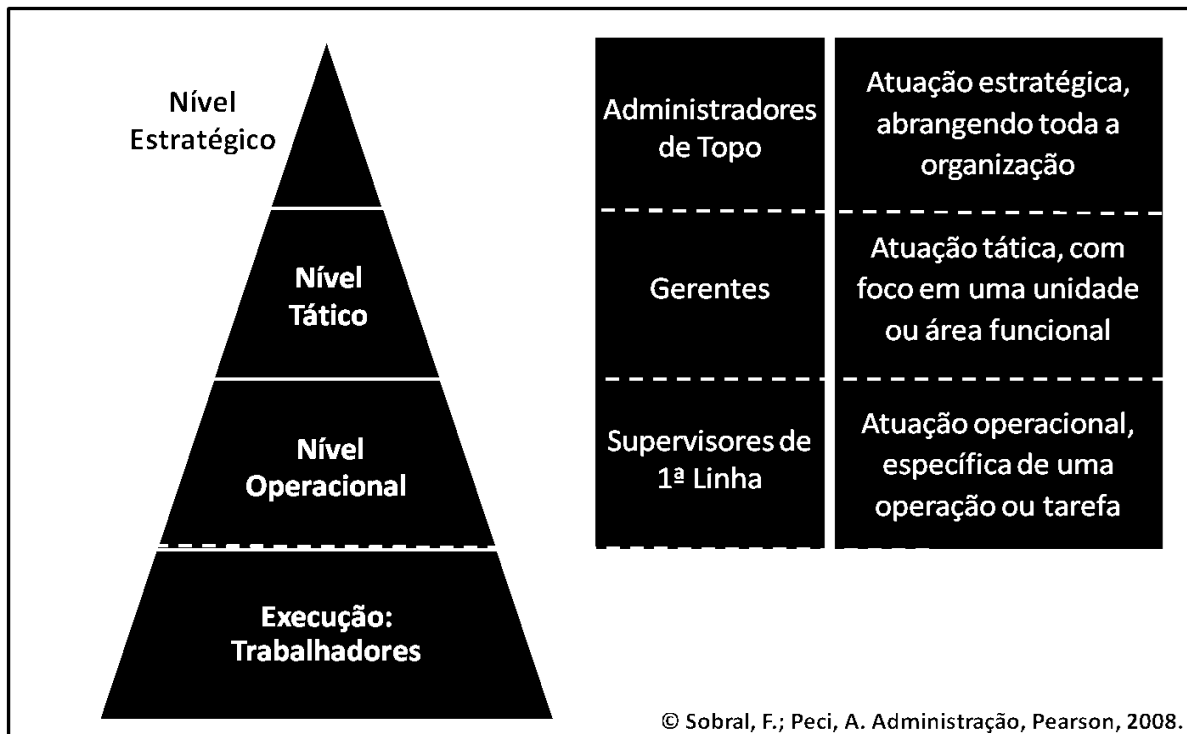 Nível
Estratégico
Nível
Tático
Nível
Operacional
Execução:
Trabalhadores
Administradores
de Topo
Atuação estratégica,
abrangendo toda a
organização
Gerentes
Atuação tática, com
foco em uma unidade
ou área funcional
Supervisores de
1ª Linha
Atuação operacional,
específica de uma
operação ou tarefa
© Sobral, F.; Peci, A. Administração, Pearson, 2008.